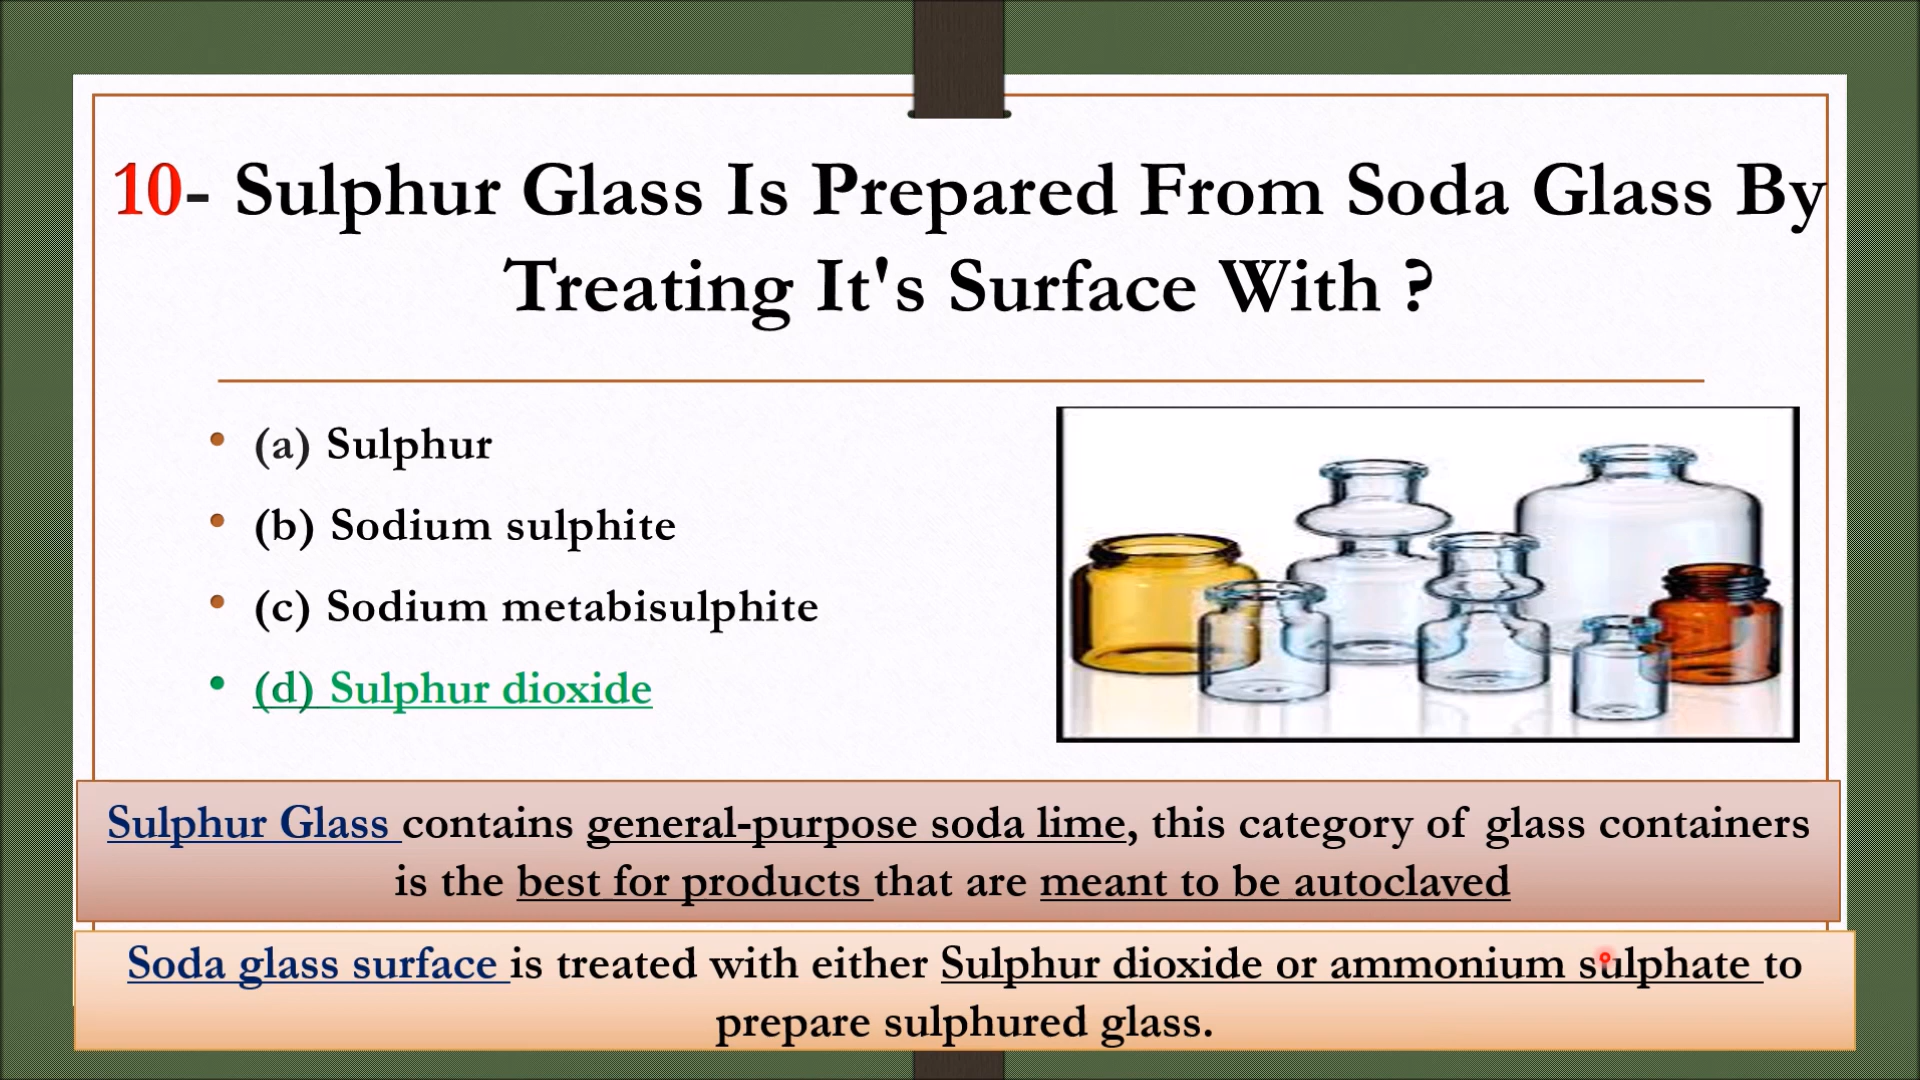 10- Sulphur Glass Is Prepared From Soda Glass By
Treating It's Surface With ?
(a) Sulphur
(b) Sodium sulphite
(c) Sodium metabisulphite
(d) Sulphur dioxide
Sulphur Glass contains general-purpose soda lime, this category of glass containers
is the best for products that are meant to be autoclaved
Soda glass surface is treated with either Sulphur dioxide or ammonium sulphate to
prepare sulphured glass.